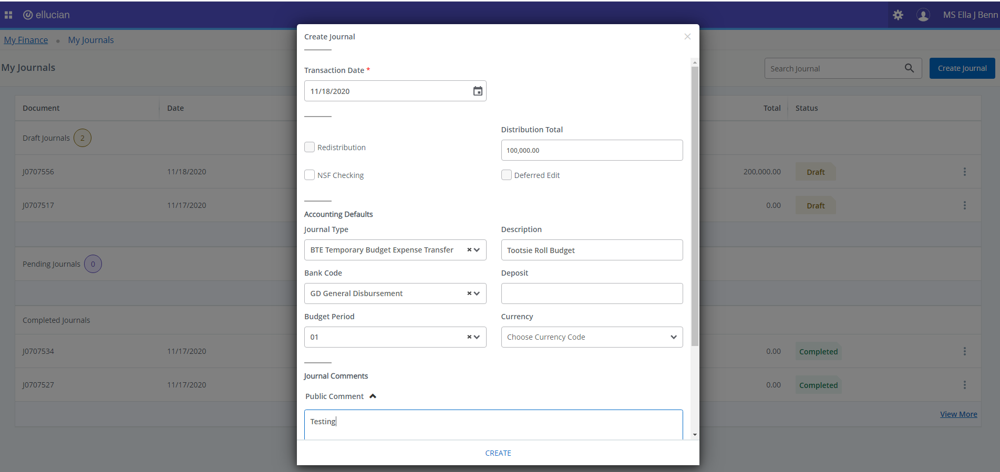 ellucian
MS Ella J Benn
My Finance • My Journals
My Journals
Search Journal
Create Journal
Document Date Total Status
Draft Journals 2
J0707556 11/18/2020 200,000.00 Draft
J0707517 11/17/2020 0.00 Draft
Pending Journals 0
Completed Journals
J0707534 11/17/2020 0.00 Completed
J0707527 11/17/2020 0.00 Completed
View More
Create Journal
Transaction Date *
11/18/2020
Distribution Total
Redistribution
100,000.00
NSF Checking Deferred Edit
Accounting Defaults
Journal Type Description
BTE Temporary Budget Expense Transfer Tootsie Roll Budget
Bank Code Deposit
GD General Disbursement
Budget Period Currency
01 Choose Currency Code
Journal Comments
Public Comment
Testing
CREATE